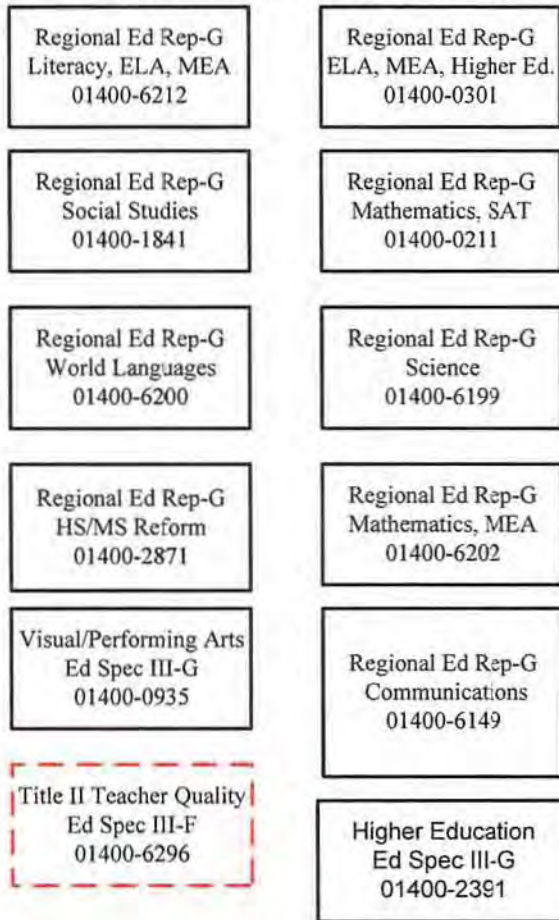 Regional Ed Rep-G
Literacy, ELA, MEA
01400-6212
Regional Ed Rep-G
ELA, MEA, Higher Ed.
01400-0301
Regional Ed Rep-G
Social Studies
01400-1841
Regional Ed Rep-G
Mathematics, SAT
01400-0211
Regional Ed Rep-G
World Languages
01400-6200
Regional Ed Rep-G
Science
01400-6199
Regional Ed Rep-G
HS/MS Reform
01400-2871
Regional Ed Rep-G
Mathematics, MEA
01400-6202
Visual/Performing Arts
Ed Spec III-G
01400-0935
Regional Ed Rep-G
Communications
01400-6149
Title II Teacher Quality
Ed Spec III-F
01400-6296
Higher Education
Ed Spec III-G
01400-2391